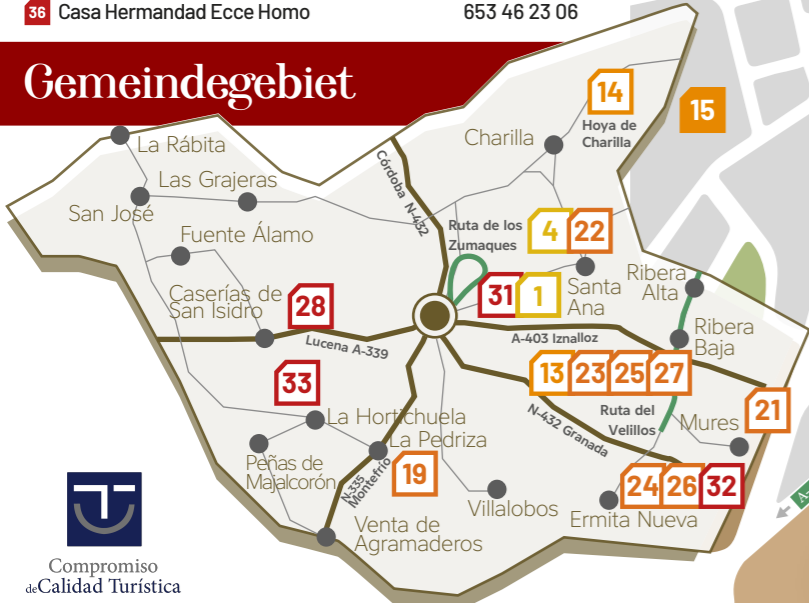 36 Casa Hermandad Ecce Homo 653 46 23 06
Gemeindegebiet
14
Hoya de
Charilla
15
Charilla
La Rábita
Las Grajeras
San José
Córdoba N-432
Ruta de los
Zumaques
4 22
Fuente Álamo
Santa
Ana
31 1
Ribera
Alta
Caserías de
San Isidro
28
Lucena A-339
A-403 Iznalloz
Ribera
Baja
13 23 25 27
33
N-432 Granada
Ruta del
Velillos
Mures
21
La Hortichuela
La Pedriza
Peñas de
Majalcorón
N-335
Montefrío
19
24 26 32
Villalobos
Ermita Nueva
Venta de
Agramaderos
Compromiso
de Calidad Turística